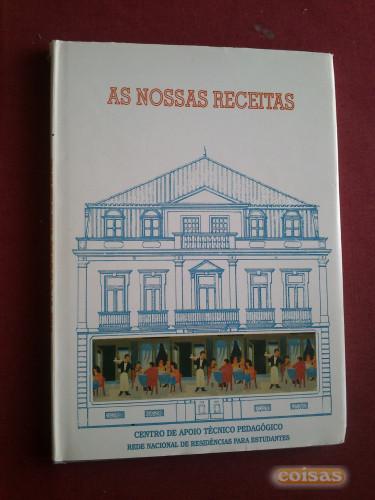 AS NOSSAS RECEITAS
CENTRO DE APOIO TÉCNICO PEDAGÓGICO
REDE NACIONAL DE RESIDÊNCIAS PARA ESTUDANTES
coisas